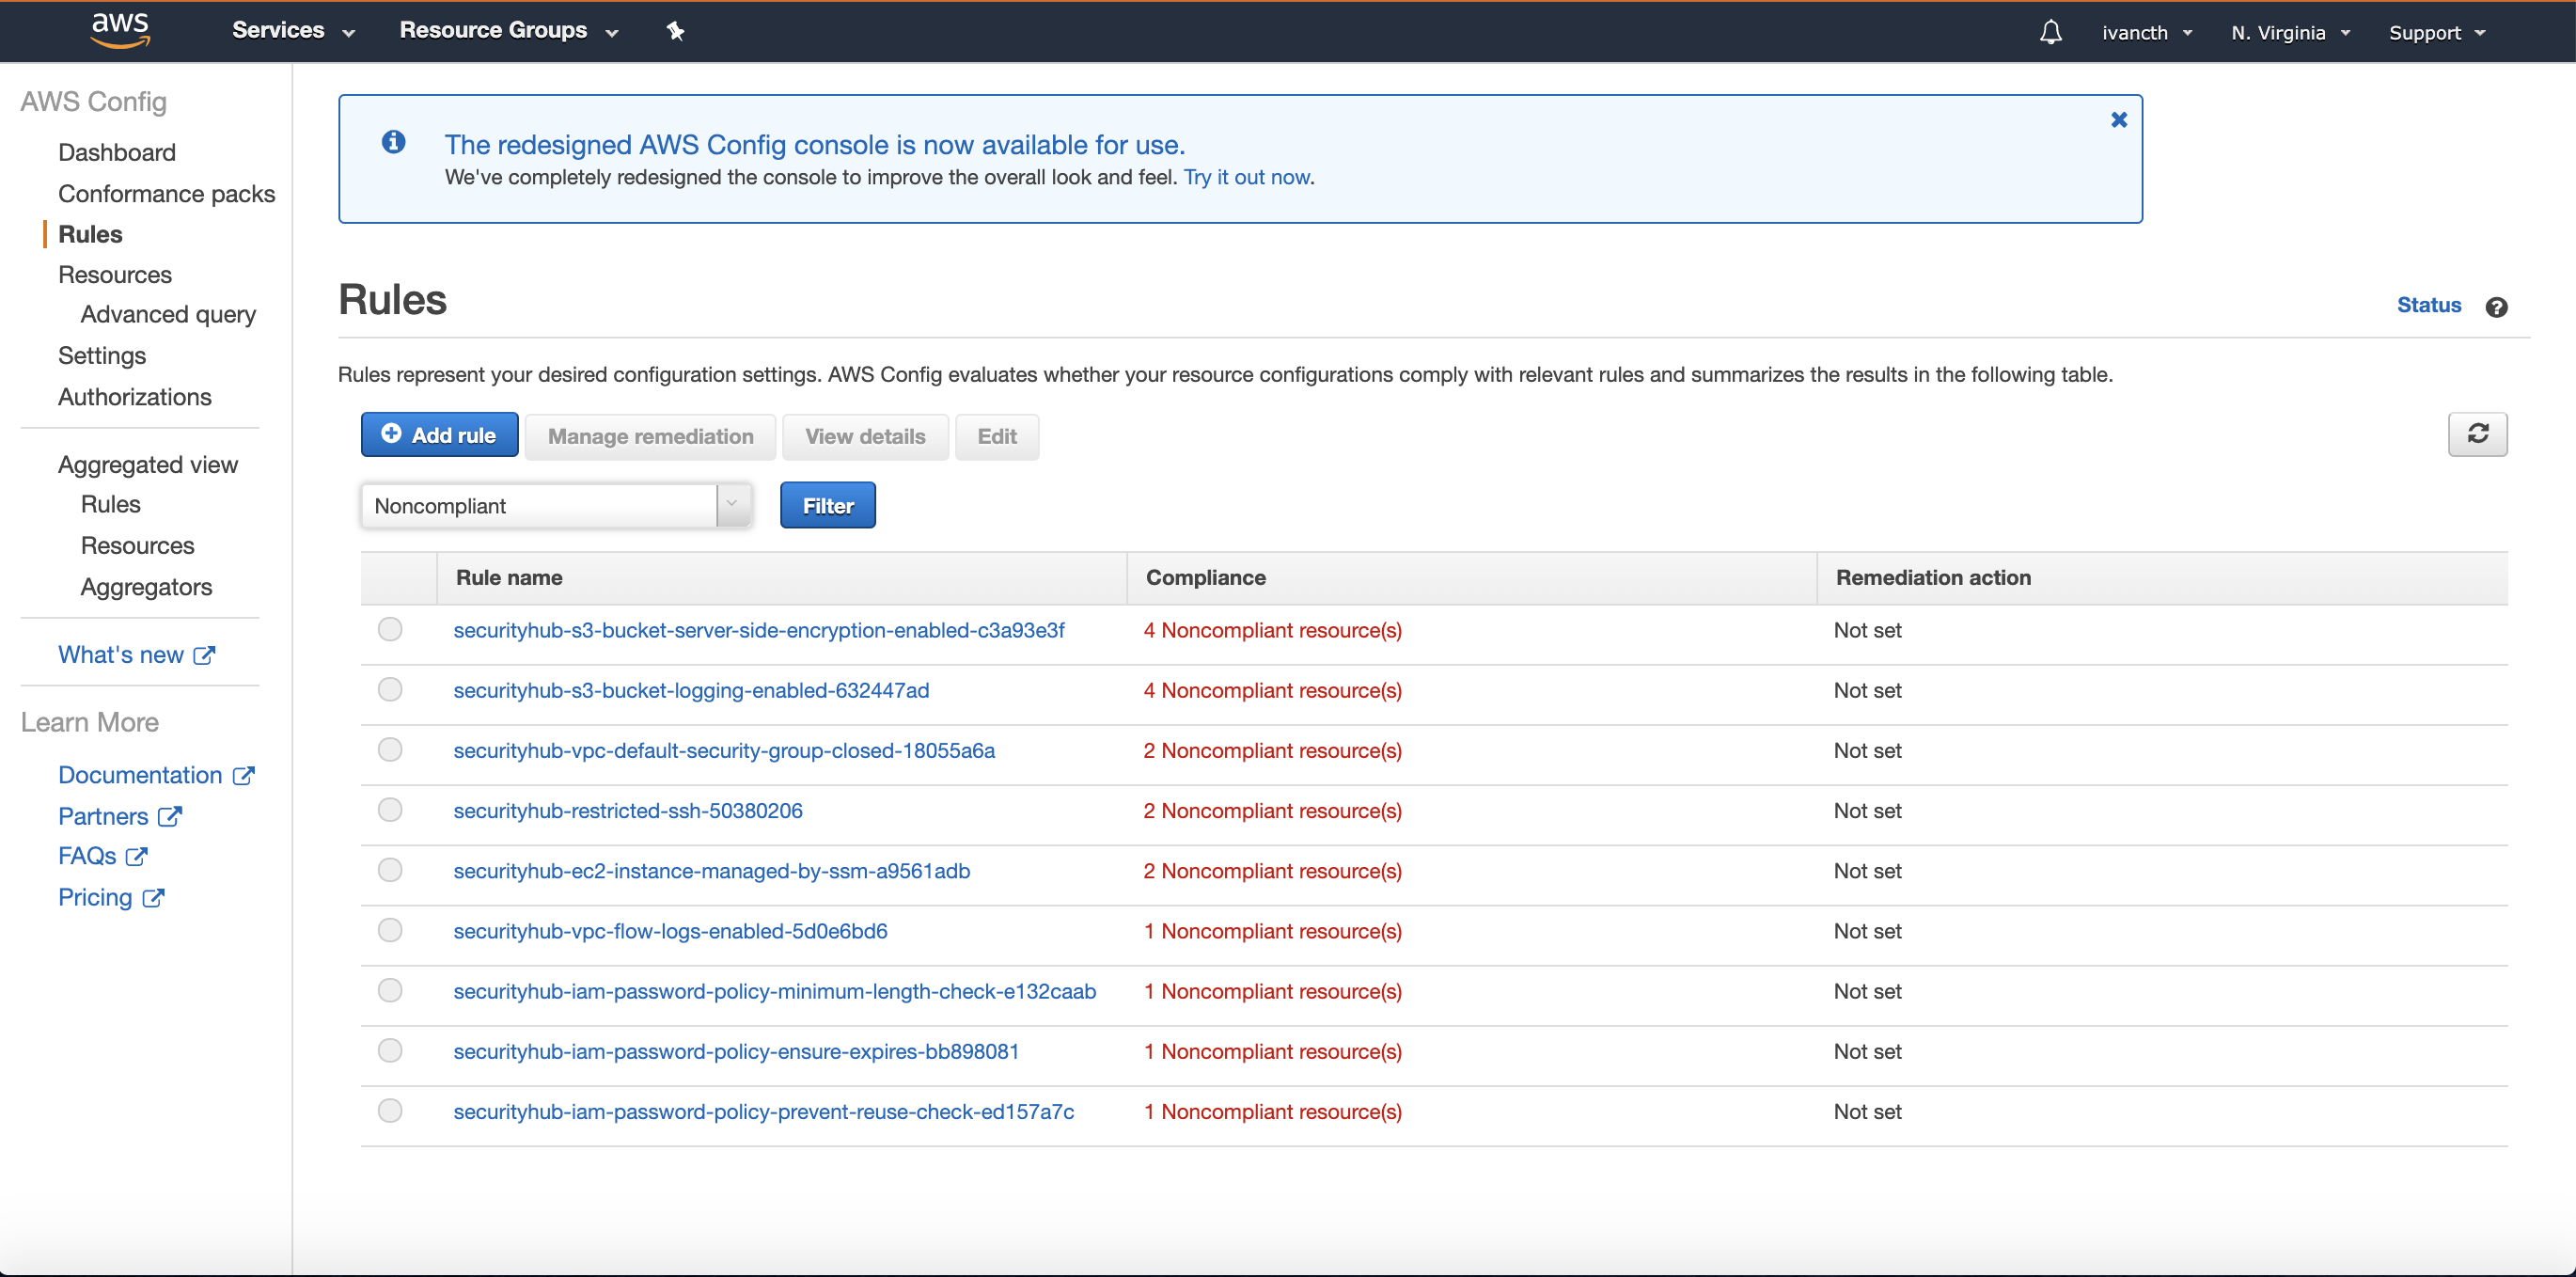 aws
Services
Resource Groups
ivancth
N. Virginia
Support
AWS Config
Dashboard
Conformance packs
Rules
Resources
Advanced query
Settings
Authorizations
Aggregated view
Rules
Resources
Aggregators
What's new
Learn More
Documentation
Partners
FAQs
Pricing
The redesigned AWS Config console is now available for use.
We've completely redesigned the console to improve the overall look and feel. Try it out now.
Rules
Status
Rules represent your desired configuration settings. AWS Config evaluates whether your resource configurations comply with relevant rules and summarizes the results in the following table.
Add rule Manage remediation View details Edit
Noncompliant Filter
Rule name Compliance Remediation action
securityhub-s3-bucket-server-side-encryption-enabled-c3a93e3f 4 Noncompliant resource(s) Not set
securityhub-s3-bucket-logging-enabled-632447ad 4 Noncompliant resource(s) Not set
securityhub-vpc-default-security-group-closed-18055a6a 2 Noncompliant resource(s) Not set
securityhub-restricted-ssh-50380206 2 Noncompliant resource(s) Not set
securityhub-ec2-instance-managed-by-ssm-a9561adb 2 Noncompliant resource(s) Not set
securityhub-vpc-flow-logs-enabled-5d0e6bd6 1 Noncompliant resource(s) Not set
securityhub-iam-password-policy-minimum-length-check-e132caab 1 Noncompliant resource(s) Not set
securityhub-iam-password-policy-ensure-expires-bb898081 1 Noncompliant resource(s) Not set
securityhub-iam-password-policy-prevent-reuse-check-ed157a7c 1 Noncompliant resource(s) Not set